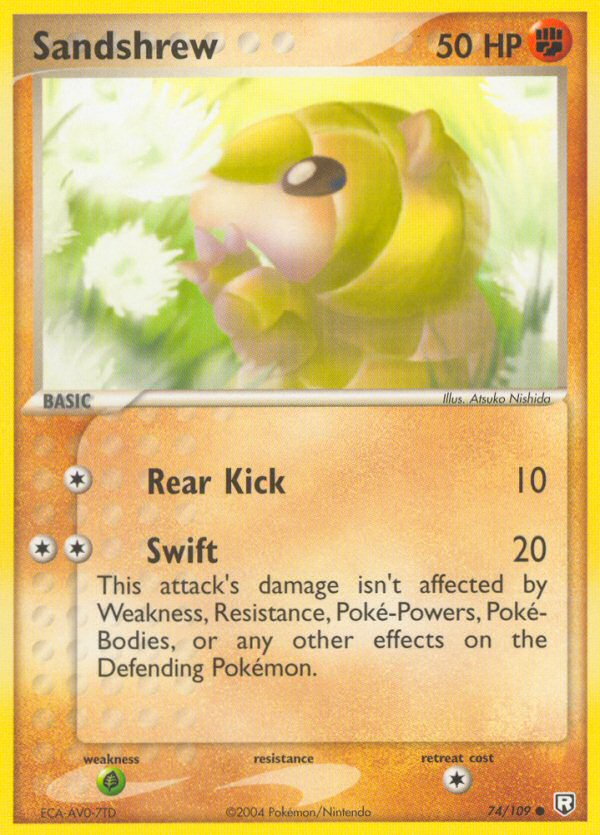 Sandshrew 50 HP
BASIC
Illus. Atsuko Nishida
Rear Kick 10
Swift 20
This attack's damage isn't affected by
Weakness, Resistance, Poké-Powers, Poké-
Bodies, or any other effects on the
Defending Pokémon.
weakness resistance retreat cost
ECA-AV0-7TD ©2004 Pokémon/Nintendo 74/109 R